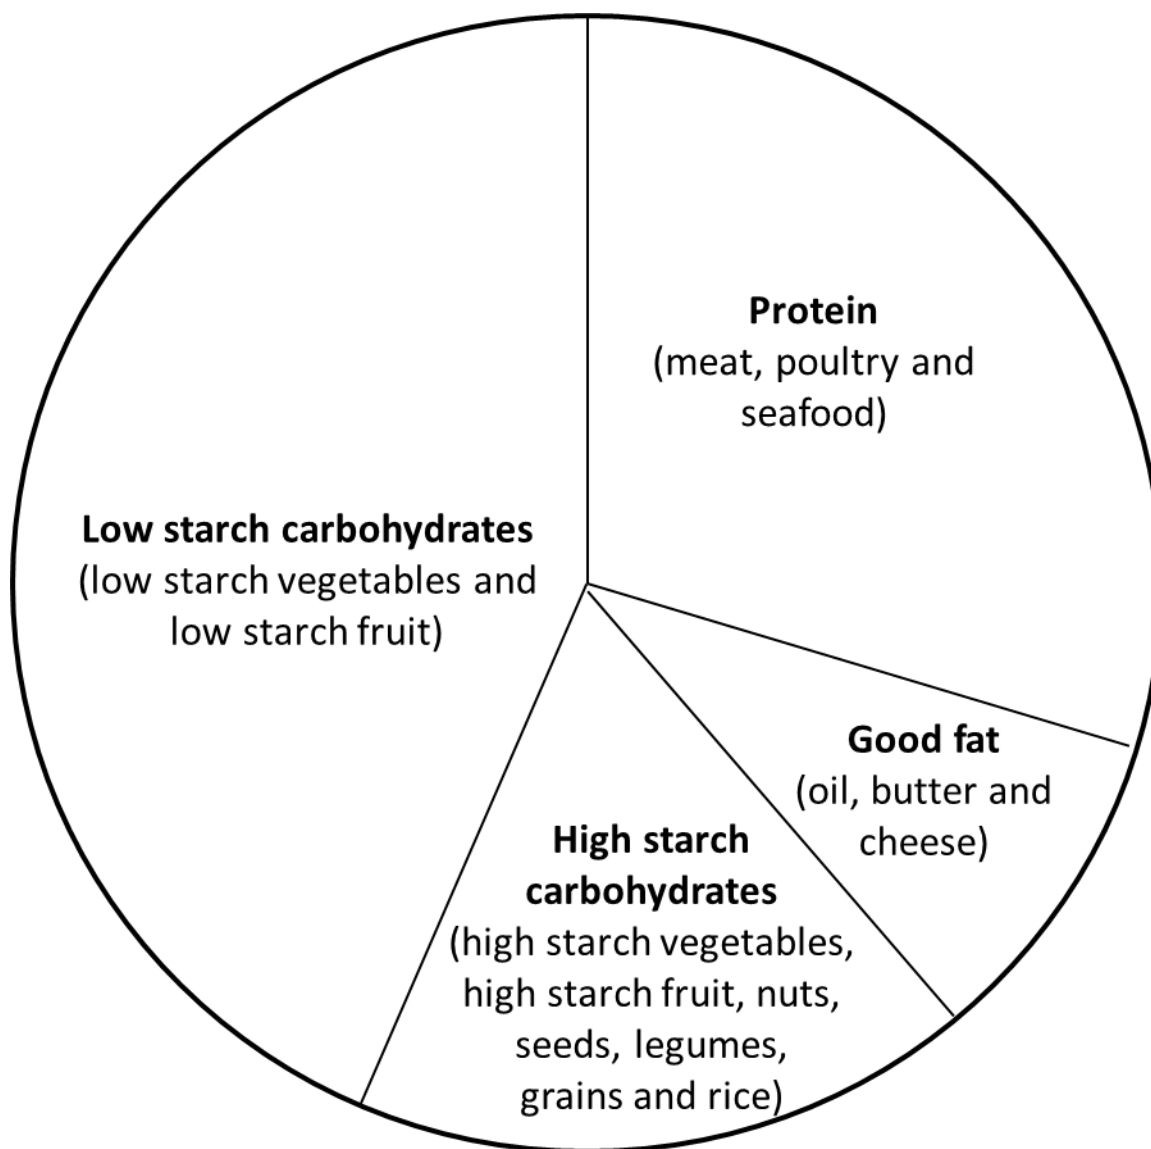 Protein
(meat, poultry and
seafood)
Low starch carbohydrates
(low starch vegetables and
low starch fruit)
Good fat
(oil, butter and
cheese)
High starch
carbohydrates
(high starch vegetables,
high starch fruit, nuts,
seeds, legumes,
grains and rice)